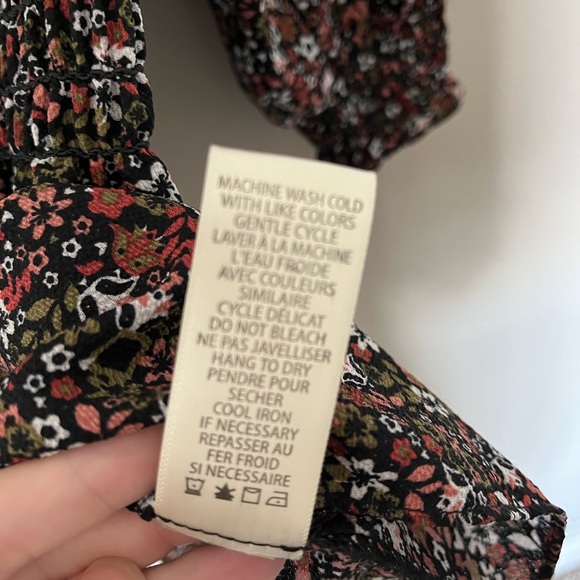 MACHINE WASH COLD
WITH LIKE COLORS
GENTLE CYCLE
LAVER A LA MACHINE
L'EAU FROIDE
AVEC COULEURS
SIMILAIRE
CYCLE DELICAT
DO NOT BLEACH
NE PAS JAVELLISER
HANG TO DRY
PENDRE POUR
SECHER
COOL IRON
IF NECESSARY
REPASSER AU
FER FROID
SI NECESSAIRE